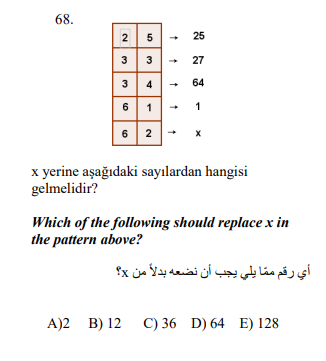 68.
2 5 → 25
3 3 → 27
3 4 → 64
6 1 → 1
6 2 → x
x yerine aşağıdaki sayılardan hangisi
gelmelidir?
Which of the following should replace x in
the pattern above?
أي رقم ممّا يلي يجب أن نضعه بدلاً من x؟
A)2 B) 12 C) 36 D) 64 E) 128